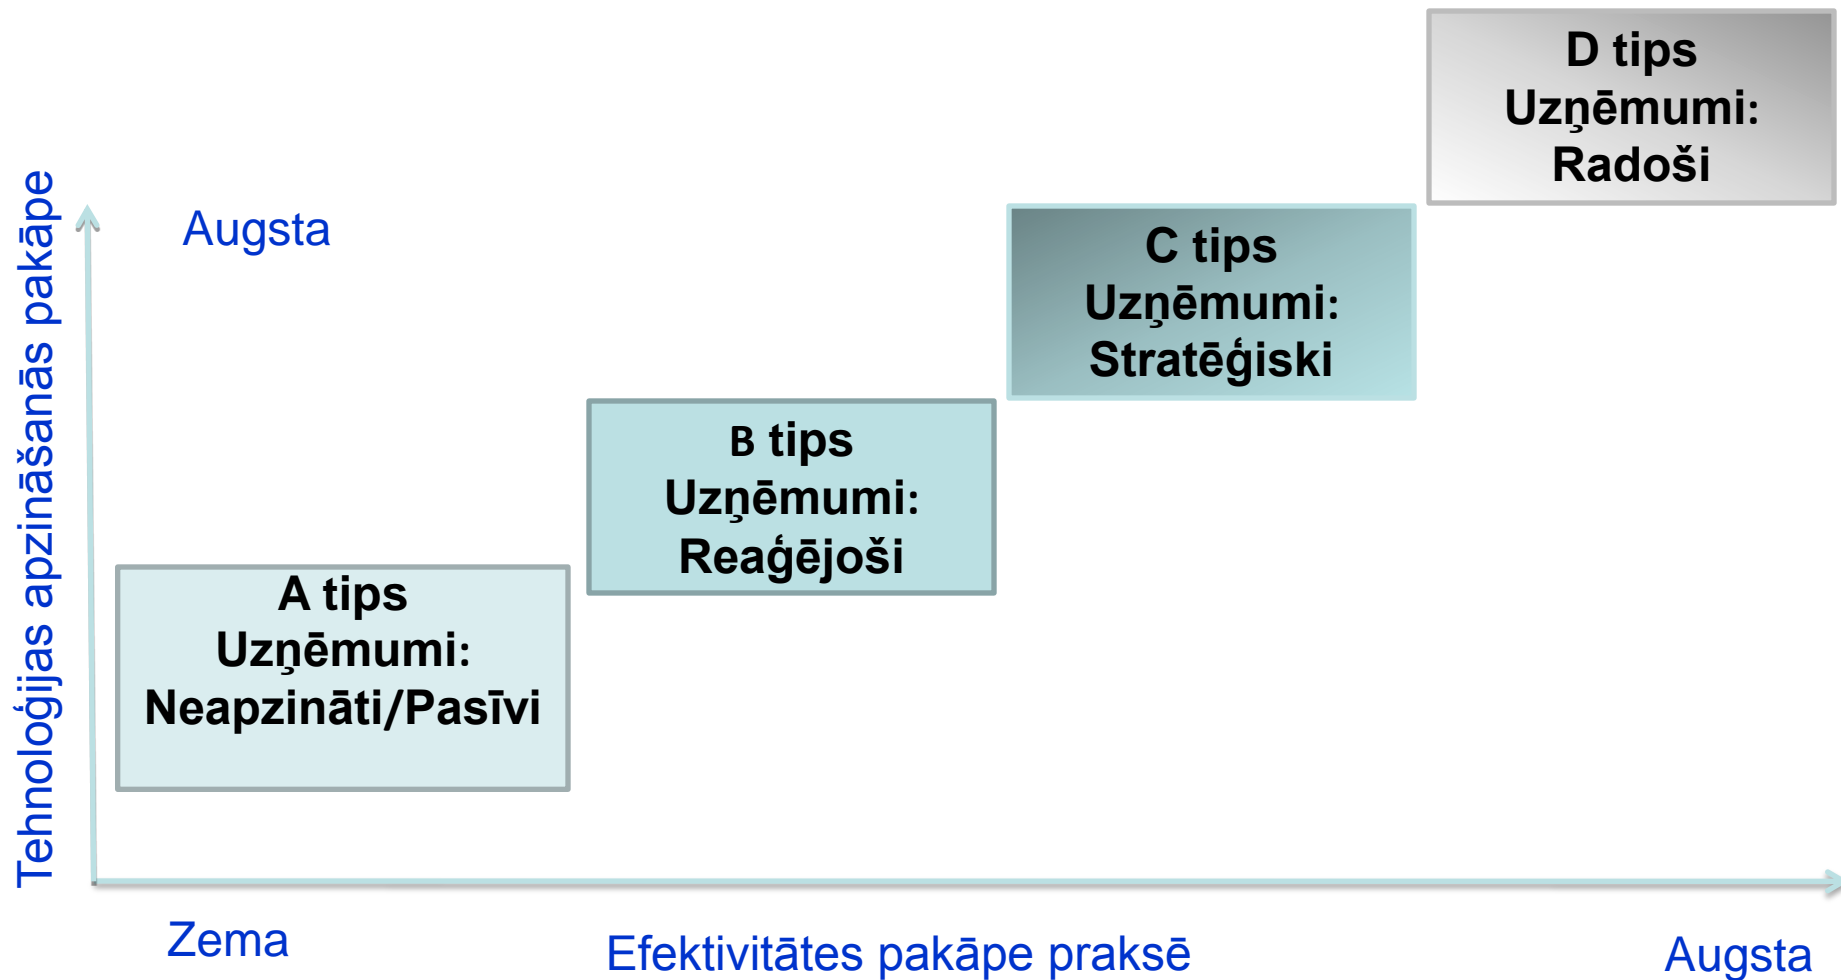 D tips
Uzņēmumi:
Radoši
Tehnoloģijas apzināšanās pakāpe
Augsta
C tips
Uzņēmumi:
Stratēģiski
B tips
Uzņēmumi:
Reaģējoši
A tips
Uzņēmumi:
Neapzināti/Pasīvi
Zema
Efektivitātes pakāpe praksē
Augsta